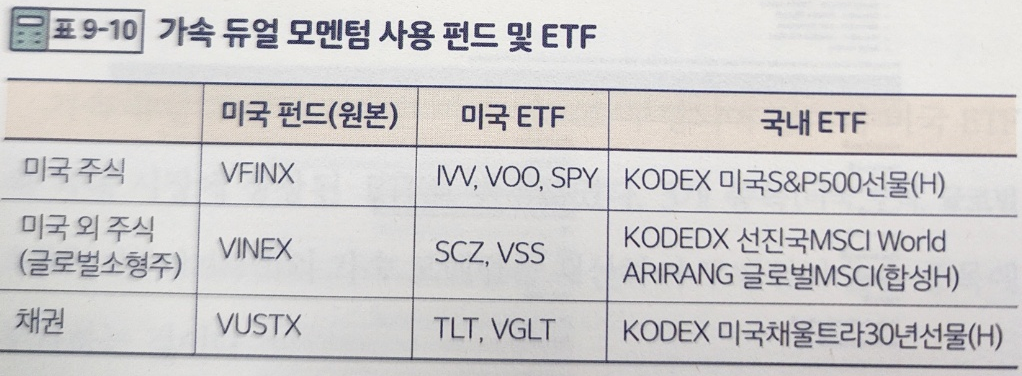 표 9-10 가속 듀얼 모멘텀 사용 펀드 및 ETF
미국 펀드(원본) 미국 ETF 국내 ETF
미국 주식 VFINX IVV, VOO, SPY KODEX 미국S&P500선물(H)
미국 외 주식
(글로벌소형주) VINEX SCZ, VSS KODEDX 선진국MSCI World
ARIRANG 글로벌MSCI(합성H)
채권 VUSTX TLT, VGLT KODEX 미국채울트라30년선물(H)